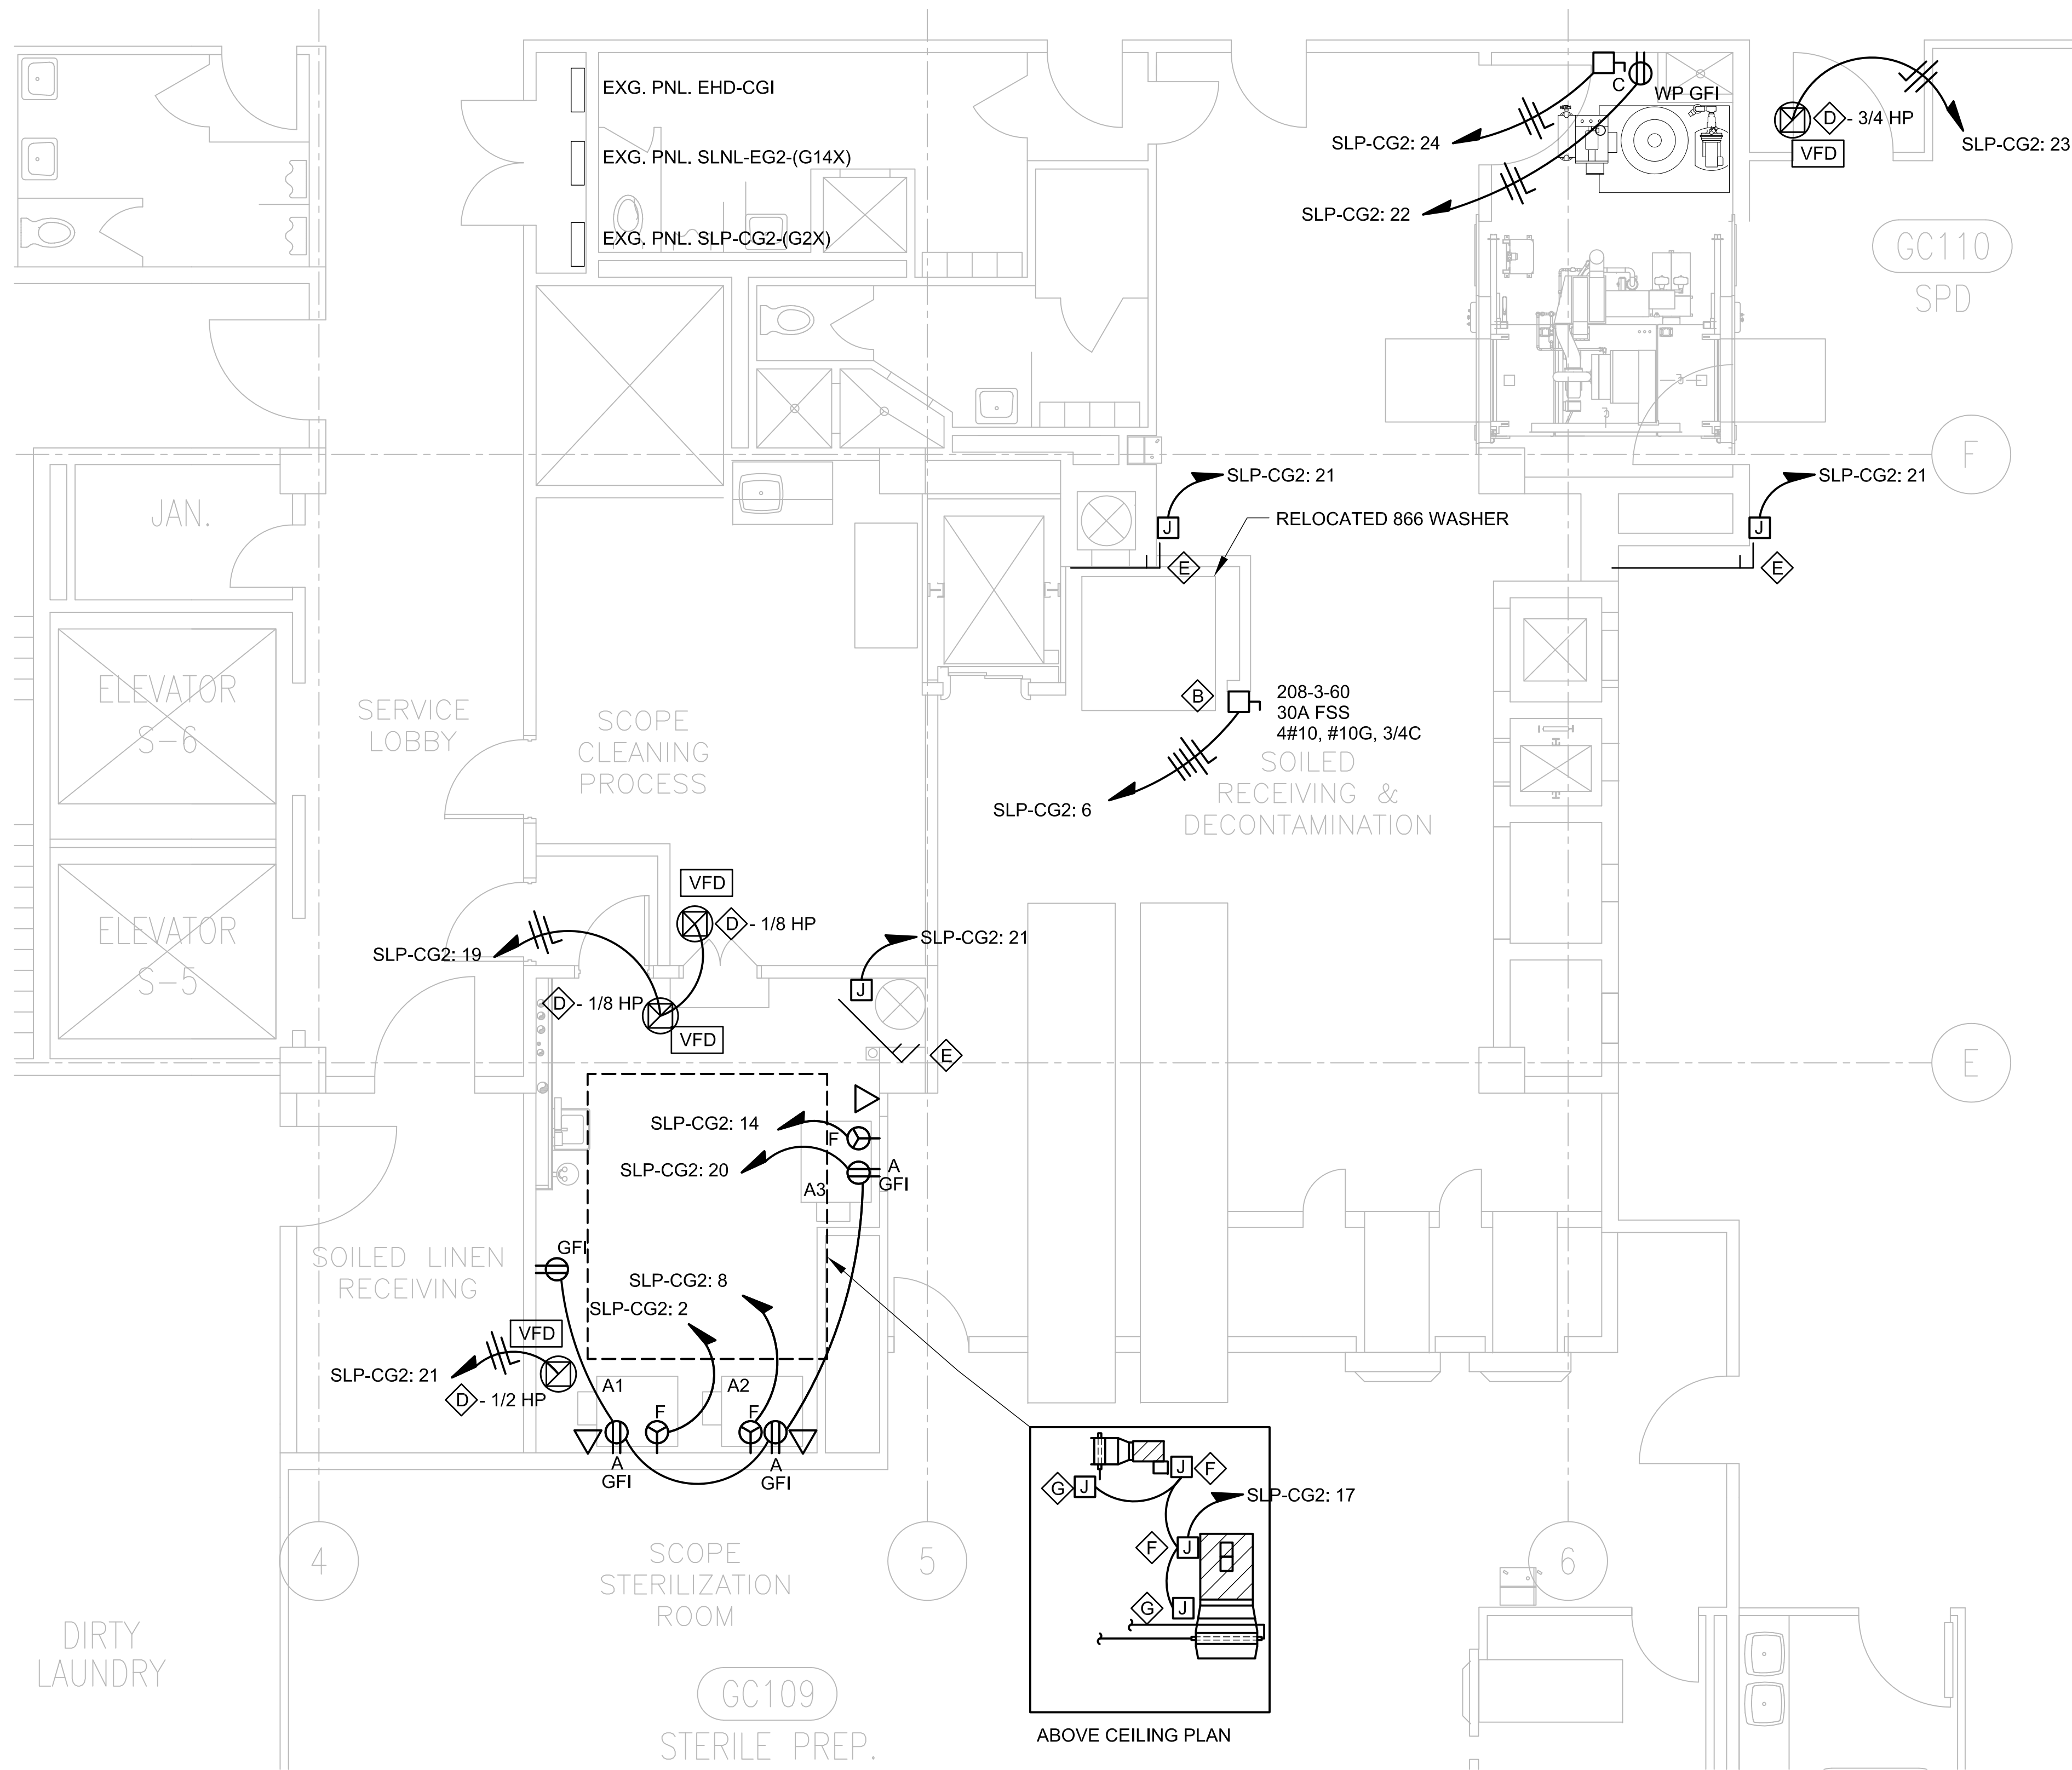 EXG. PNL. EHD-CGI
EXG. PNL. SLNL-EG2-(G14X)
EXG. PNL. SLP-CG2-(G2X)
C
WP GFI
SLP-CG2: 24
SLP-CG2: 22
D
- 3/4 HP
VFD
SLP-CG2: 23
GC110
SPD
F
JAN.
SLP-CG2: 21
J
E
RELOCATED 866 WASHER
SLP-CG2: 21
J
E
ELEVATOR
S-6
SERVICE
LOBBY
SCOPE
CLEANING
PROCESS
B
208-3-60
30A FSS
4#10, #10G, 3/4C
SLP-CG2: 6
SOILED
RECEIVING &
DECONTAMINATION
ELEVATOR
S-5
VFD
D
- 1/8 HP
SLP-CG2: 19
D
- 1/8 HP
VFD
SLP-CG2: 21
J
E
E
SLP-CG2: 14
F
SLP-CG2: 20
A
GFI
A3
GFI
SOILED LINEN
RECEIVING
SLP-CG2: 8
SLP-CG2: 2
VFD
SLP-CG2: 21
D
- 1/2 HP
A1
A2
F
F
A
GFI
A
GFI
J
F
G
J
SLP-CG2: 17
F
J
G
J
ABOVE CEILING PLAN
4
5
6
SCOPE
STERILIZATION
ROOM
DIRTY
LAUNDRY
GC109
STERILE PREP.